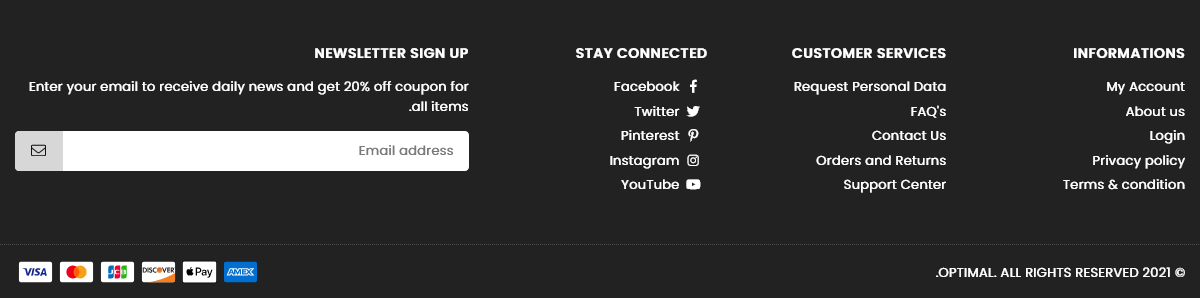 INFORMATIONS
My Account
About us
Login
Privacy policy
Terms & condition
CUSTOMER SERVICES
Request Personal Data
FAQ's
Contact Us
Orders and Returns
Support Center
STAY CONNECTED
Facebook
Twitter
Pinterest
Instagram
YouTube
NEWSLETTER SIGN UP
Enter your email to receive daily news and get 20% off coupon for
.all items
Email address
.OPTIMAL. ALL RIGHTS RESERVED 2021 ©
VISA
JCB
DISCOVER
Pay
AMEX